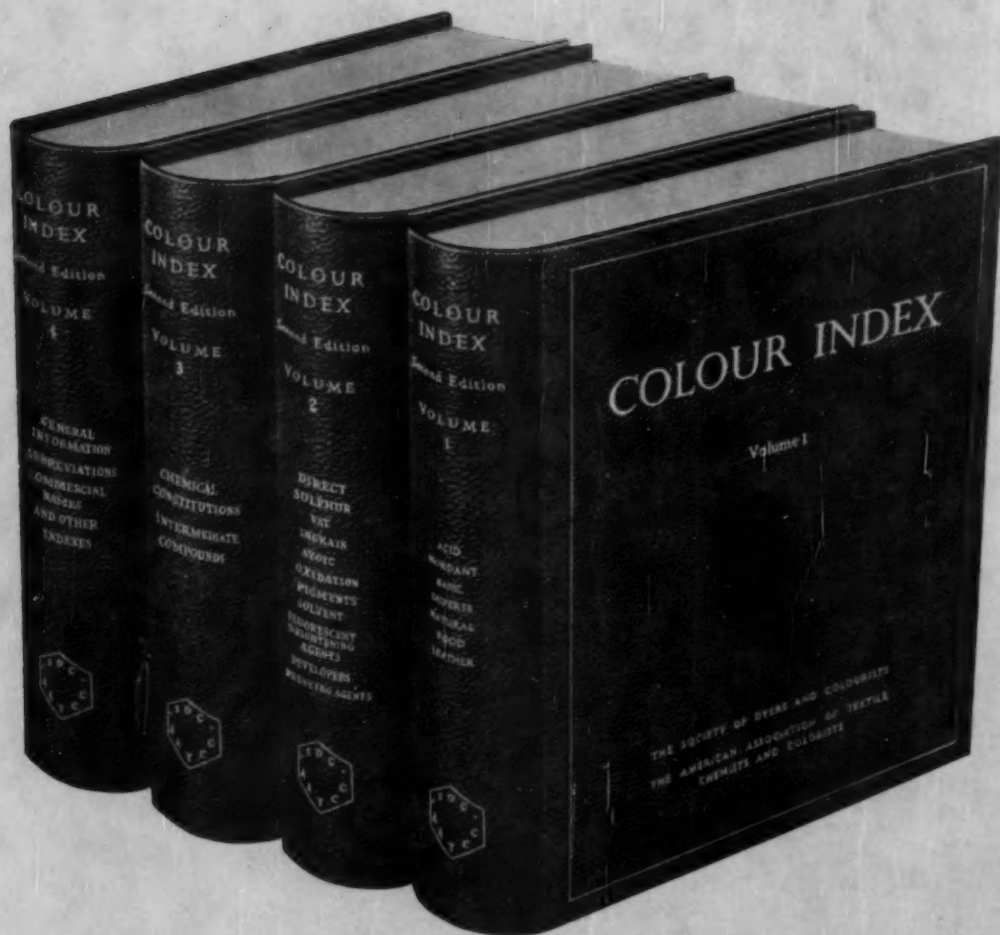 COLOUR
INDEX
Second Edition
VOLUME
4
GENERAL
INFORMATION
ABBREVIATIONS
COMMERCIAL
NAMES
AND OTHER
INDEXES
COLOUR
INDEX
Second Edition
VOLUME
3
CHEMICAL
CONSTITUTIONS
INTERMEDIATE
COMPOUNDS
COLOUR
INDEX
Second Edition
VOLUME
2
DIRECT
SULPHUR
VAT
INGRAIN
AZOIC
OXIDATION
PIGMENTS
SOLVENT
FLUORESCENT
BRIGHTENING
AGENTS
DEVELOPERS
REDUCING AGENTS
COLOUR
INDEX
Second Edition
VOLUME
1
ACID
MORDANT
BASIC
DISPERSE
NATURAL
FOOD
LEATHER
COLOUR INDEX
Volume 1
THE SOCIETY OF DYERS AND COLOURISTS
THE AMERICAN ASSOCIATION OF TEXTILE
CHEMISTS AND COLORISTS